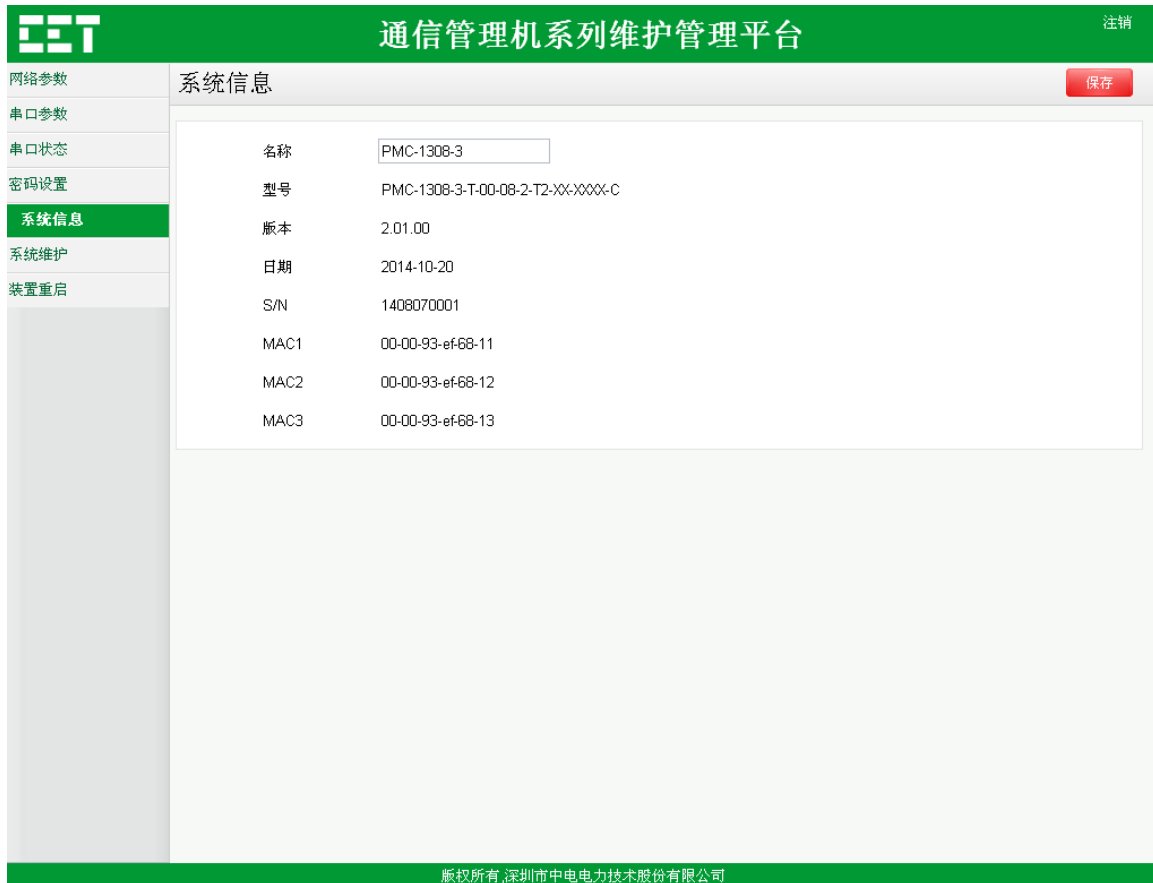 CET
通信管理机系列维护管理平台
注销
网络参数
串口参数
串口状态
密码设置
系统信息
系统维护
装置重启
系统信息
保存
名称 PMC-1308-3
型号 PMC-1308-3-T-00-08-2-T2-XX-XXXX-C
版本 2.01.00
日期 2014-10-20
S/N 1408070001
MAC1 00-00-93-ef-68-11
MAC2 00-00-93-ef-68-12
MAC3 00-00-93-ef-68-13
版权所有,深圳市中电电力技术股份有限公司